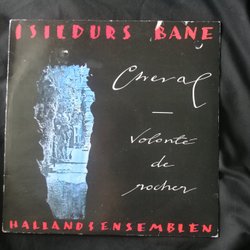 ISILDURS BANE
Cheval
—
Volonté
de
rocher
HALLANDSENSEMBLEN